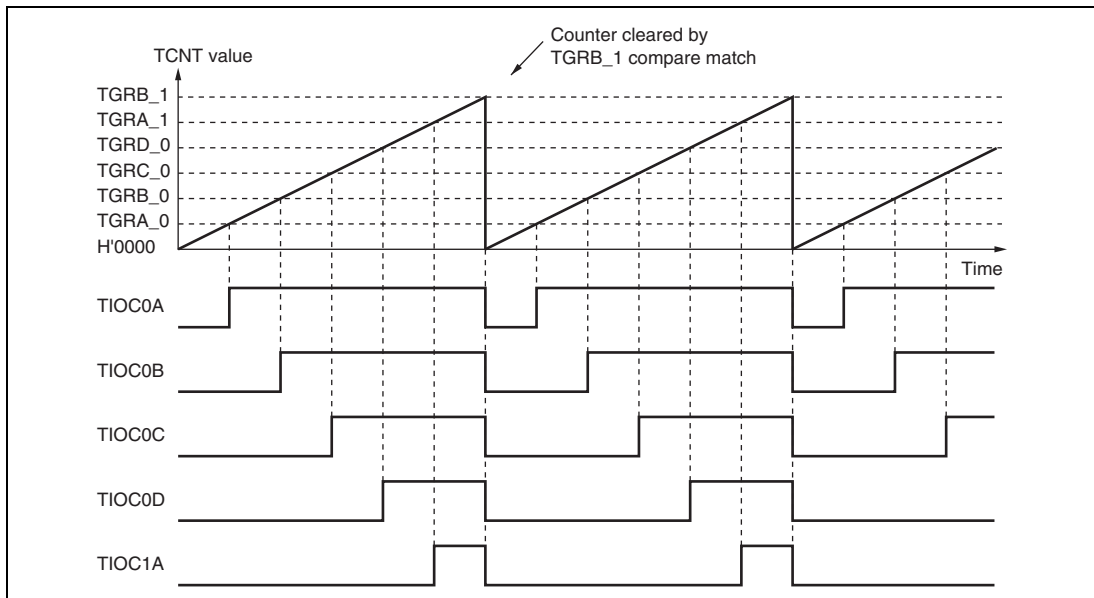 Counter cleared by
TGRB_1 compare match
TCNT value
TGRB_1
TGRA_1
TGRD_0
TGRC_0
TGRB_0
TGRA_0
H'0000
Time
TIOC0A
TIOC0B
TIOC0C
TIOC0D
TIOC1A